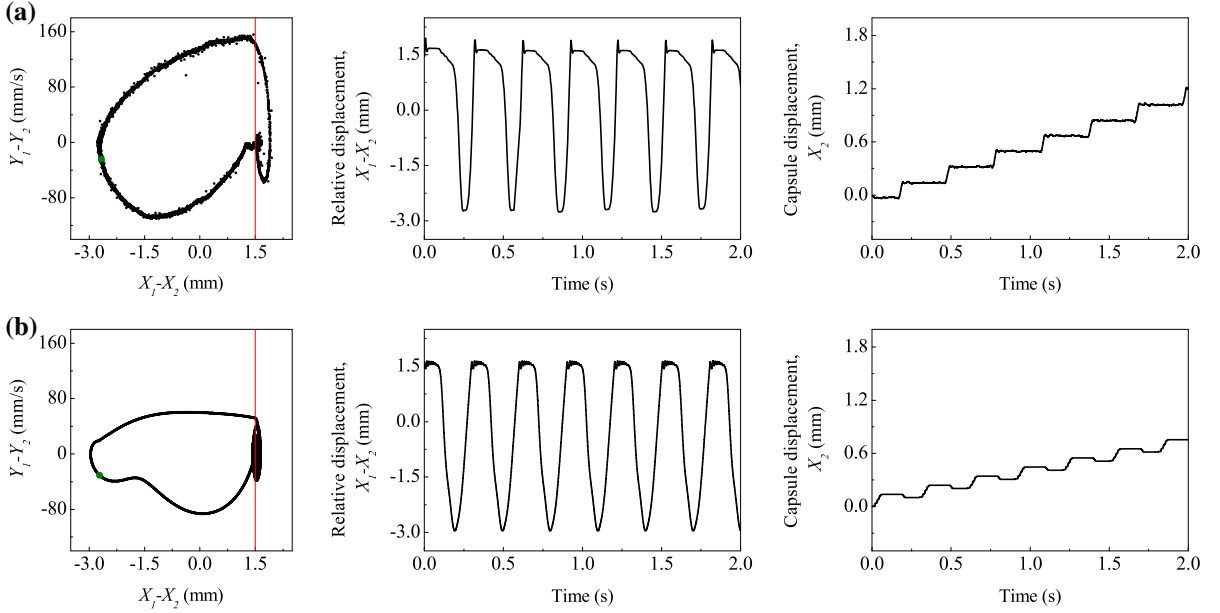 (a)
160
80
0
-80
Y1-Y2 (mm/s)
-3.0 -1.5 0.0 1.5
X1-X2 (mm)
1.5
0.0
-1.5
-3.0
Relative displacement,
X1-X2 (mm)
0.0 0.5 1.0 1.5 2.0
Time (s)
1.8
1.2
0.6
0.0
Capsule displacement,
X2 (mm)
0.0 0.5 1.0 1.5 2.0
Time (s)
(b)
160
80
0
-80
Y1-Y2 (mm/s)
-3.0 -1.5 0.0 1.5
X1-X2 (mm)
1.5
0.0
-1.5
-3.0
Relative displacement,
X1-X2 (mm)
0.0 0.5 1.0 1.5 2.0
Time (s)
1.8
1.2
0.6
0.0
Capsule displacement,
X2 (mm)
0.0 0.5 1.0 1.5 2.0
Time (s)